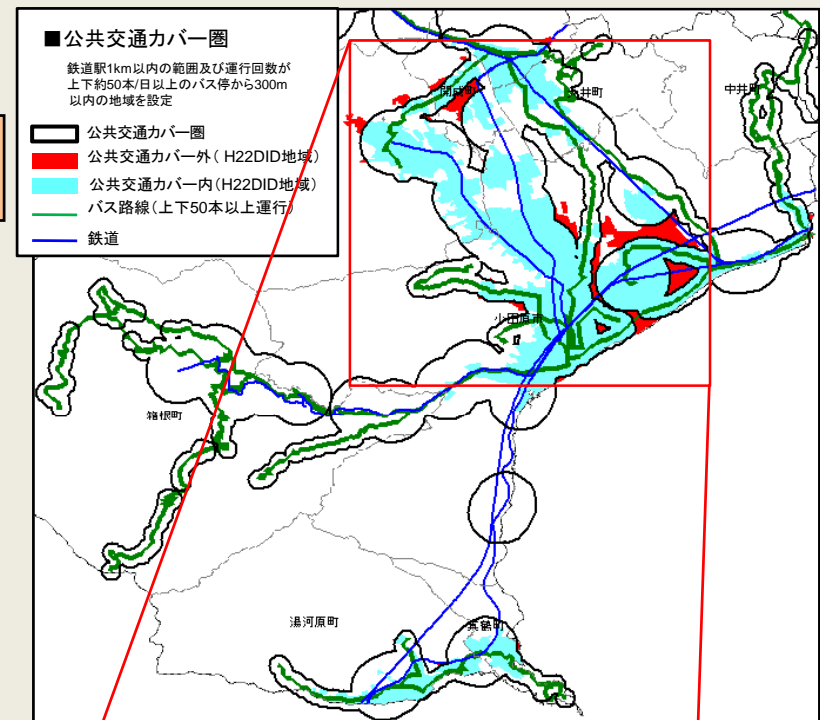 ■公共交通カバー圏
鉄道駅1km以内の範囲及び運行回数が
上下約50本/日以上のバス停から300m
以内の地域を設定
公共交通カバー圏
公共交通カバー外( H22DID地域)
公共交通カバー内(H22DID地域)
バス路線(上下50本以上運行)
鉄道
開成町
井町
中井町
小田原市
箱根町
湯河原町
真鶴町